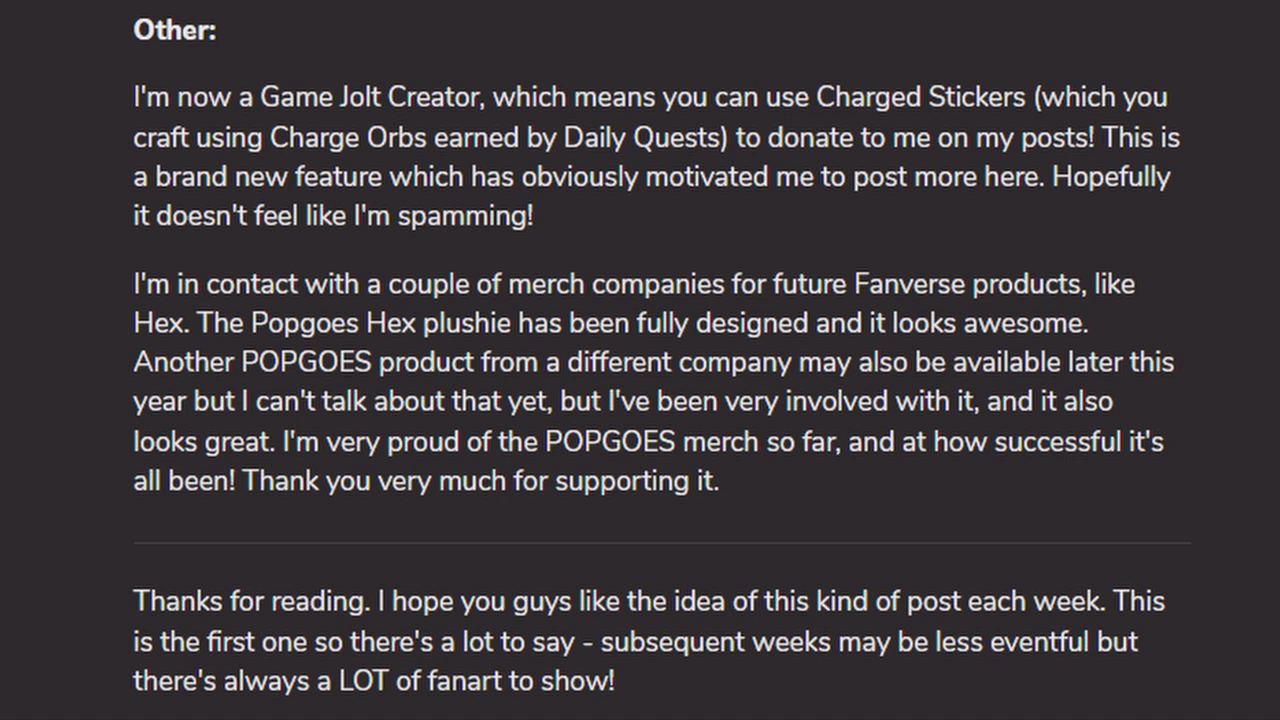 Other:
I'm now a Game Jolt Creator, which means you can use Charged Stickers (which you
craft using Charge Orbs earned by Daily Quests) to donate to me on my posts! This is
a brand new feature which has obviously motivated me to post more here. Hopefully
it doesn't feel like I'm spamming!
I'm in contact with a couple of merch companies for future Fanverse products, like
Hex. The Popgoes Hex plushie has been fully designed and it looks awesome.
Another POPGOES product from a different company may also be available later this
year but I can't talk about that yet, but I've been very involved with it, and it also
looks great. I'm very proud of the POPGOES merch so far, and at how successful it's
all been! Thank you very much for supporting it.
Thanks for reading. I hope you guys like the idea of this kind of post each week. This
is the first one so there's a lot to say - subsequent weeks may be less eventful but
there's always a LOT of fanart to show!